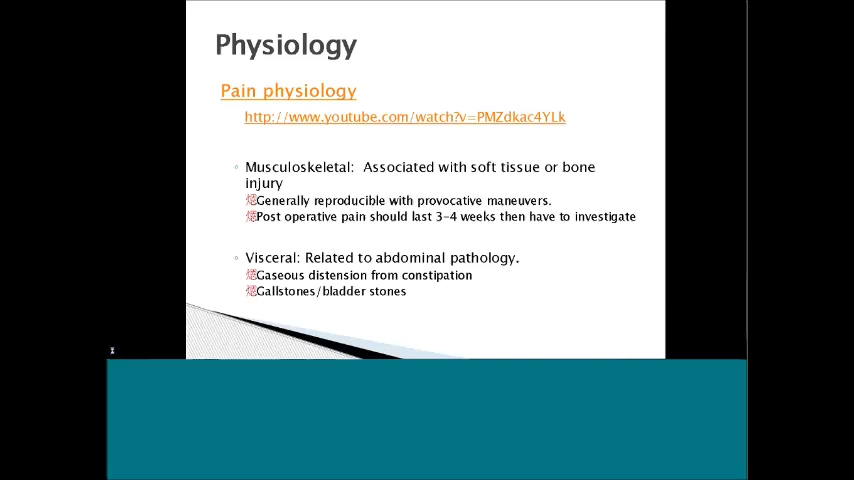 Physiology
Pain physiology
http://www.youtube.com/watch?v=PMZdkac4YLk
◦ Musculoskeletal: Associated with soft tissue or bone
injury
Generally reproducible with provocative maneuvers.
Post operative pain should last 3-4 weeks then have to investigate
◦ Visceral: Related to abdominal pathology.
Gaseous distension from constipation
Gallstones/bladder stones